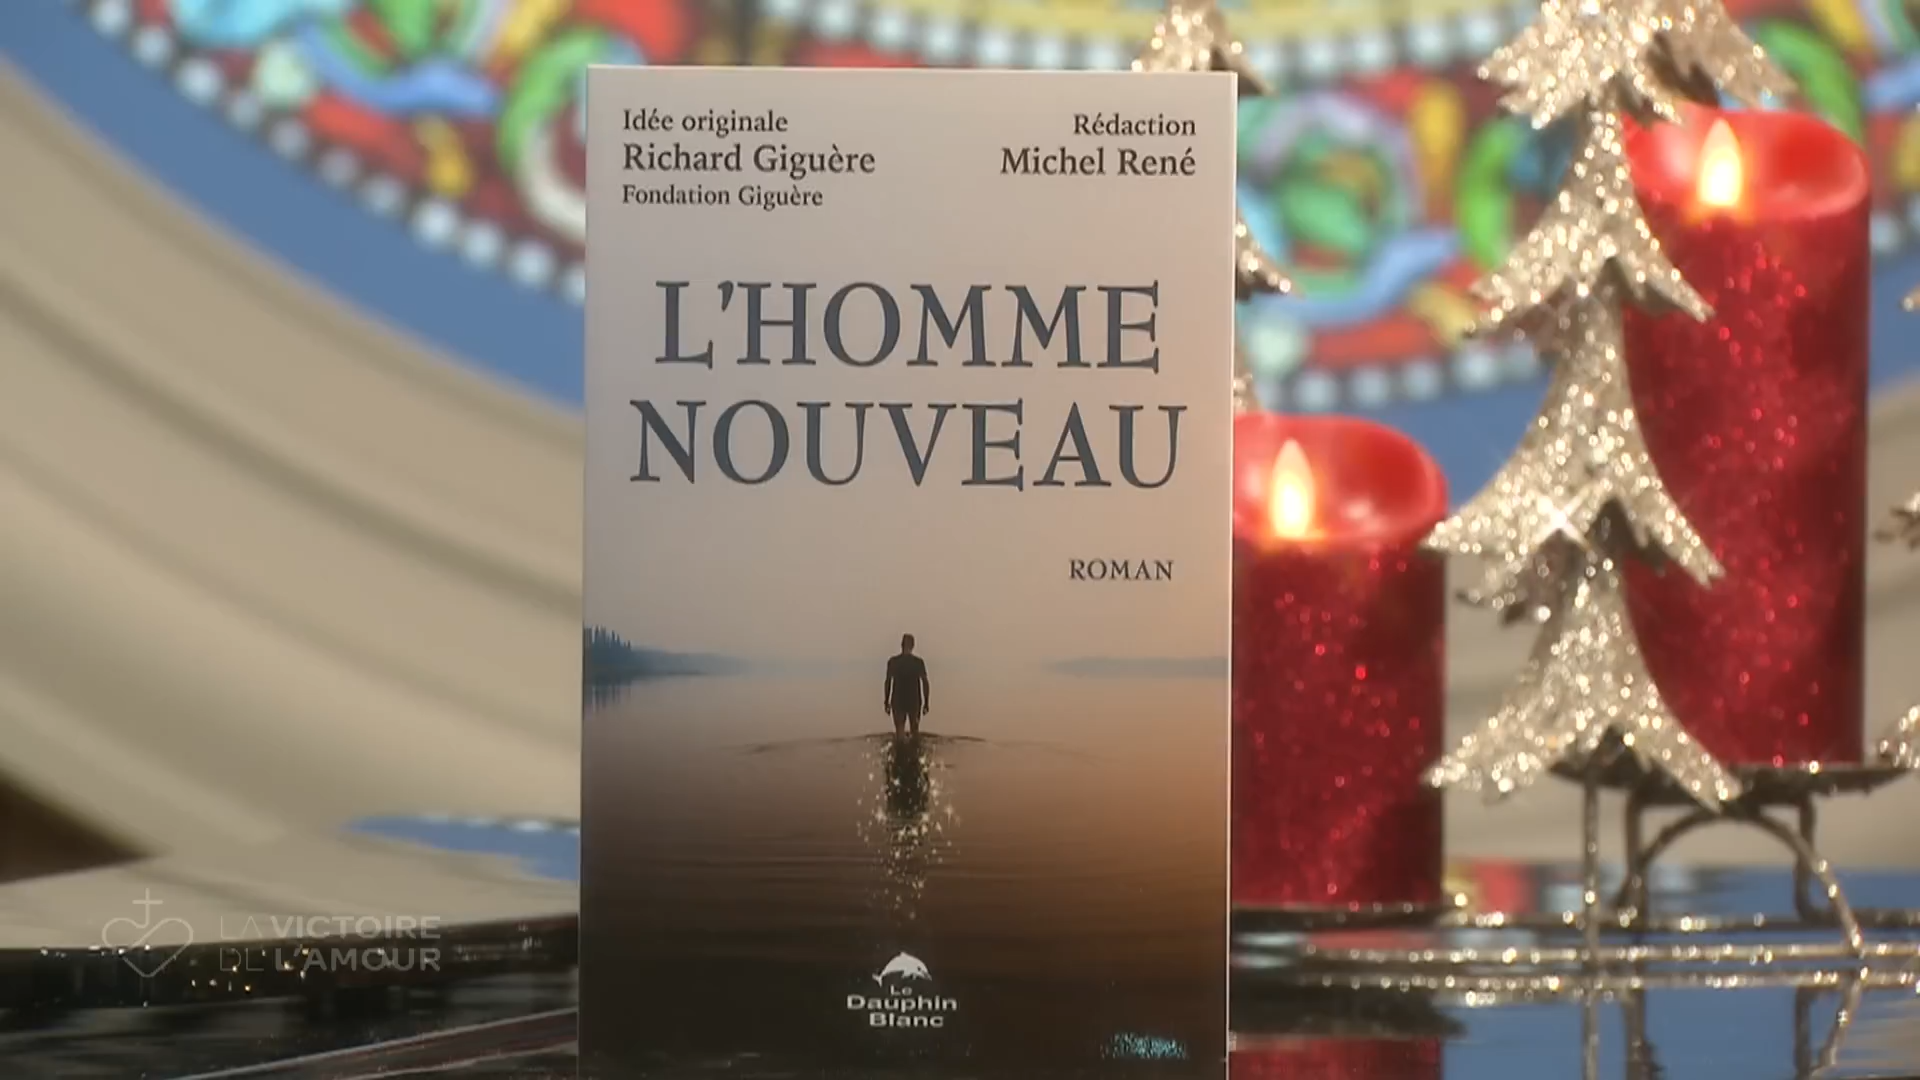 Idée originale
Richard Giguère
Fondation Giguère
Rédaction
Michel René
L'HOMME
NOUVEAU
ROMAN
Le
Dauphin
Blanc
LA VICTOIRE
DE L'AMOUR